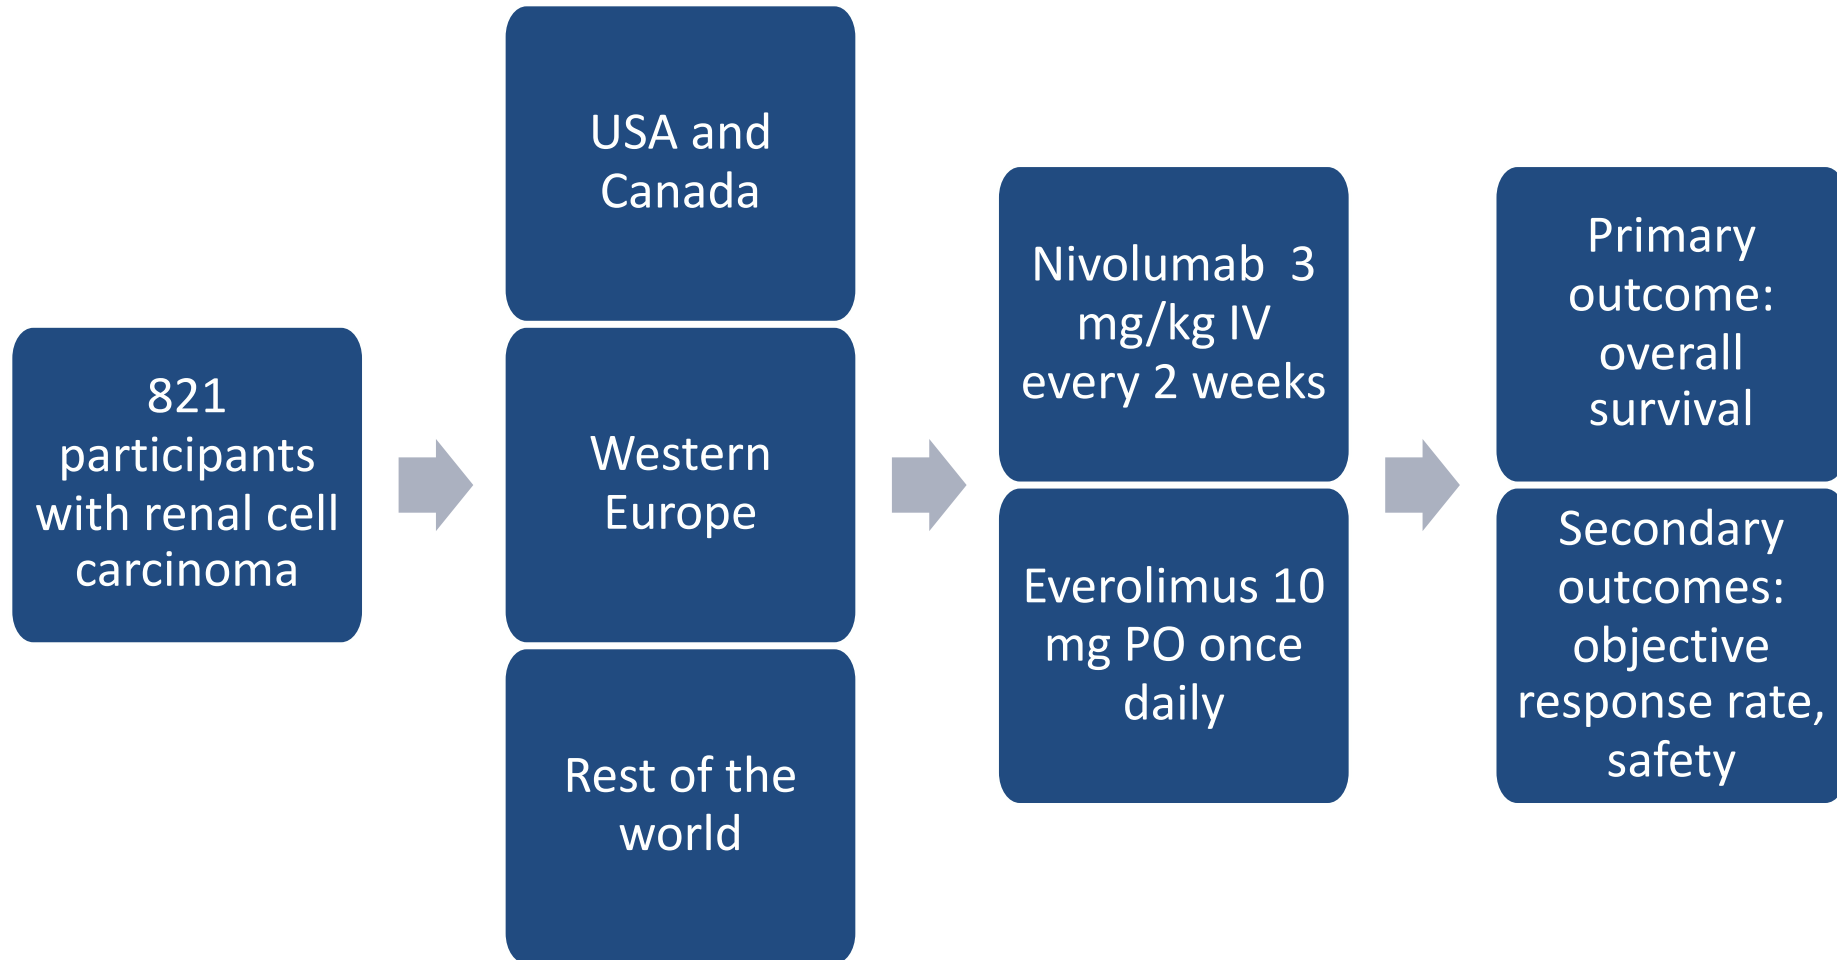 821
participants
with renal cell
carcinoma
USA and
Canada
Western
Europe
Rest of the
world
Nivolumab  3
mg/kg IV
every 2 weeks
Everolimus 10
mg PO once
daily
Primary
outcome:
overall
survival
Secondary
outcomes:
objective
response rate,
safety